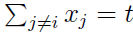 ∑_{j≠i} x_j = t